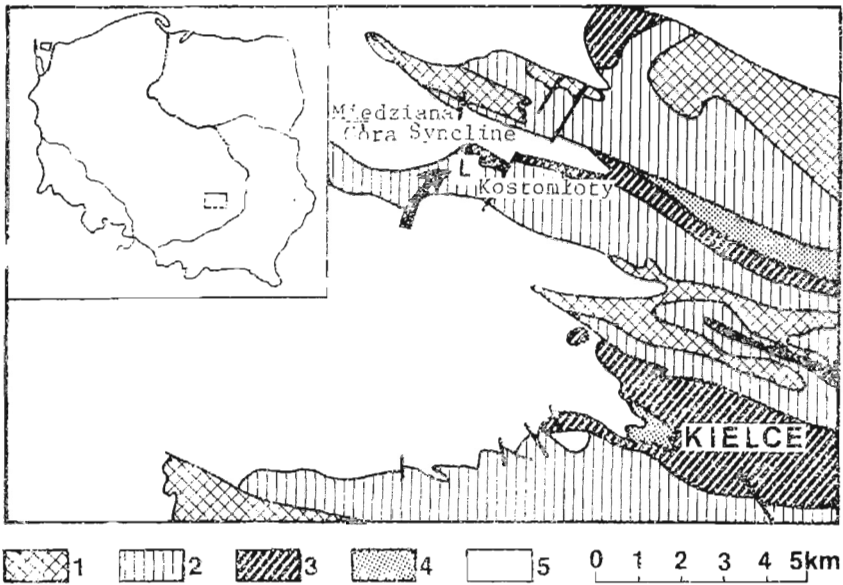 Miedziana
Góra Syncline
L
Kostomłoty
KIELCE
1 2 3 4 5 0 1 2 3 4 5km